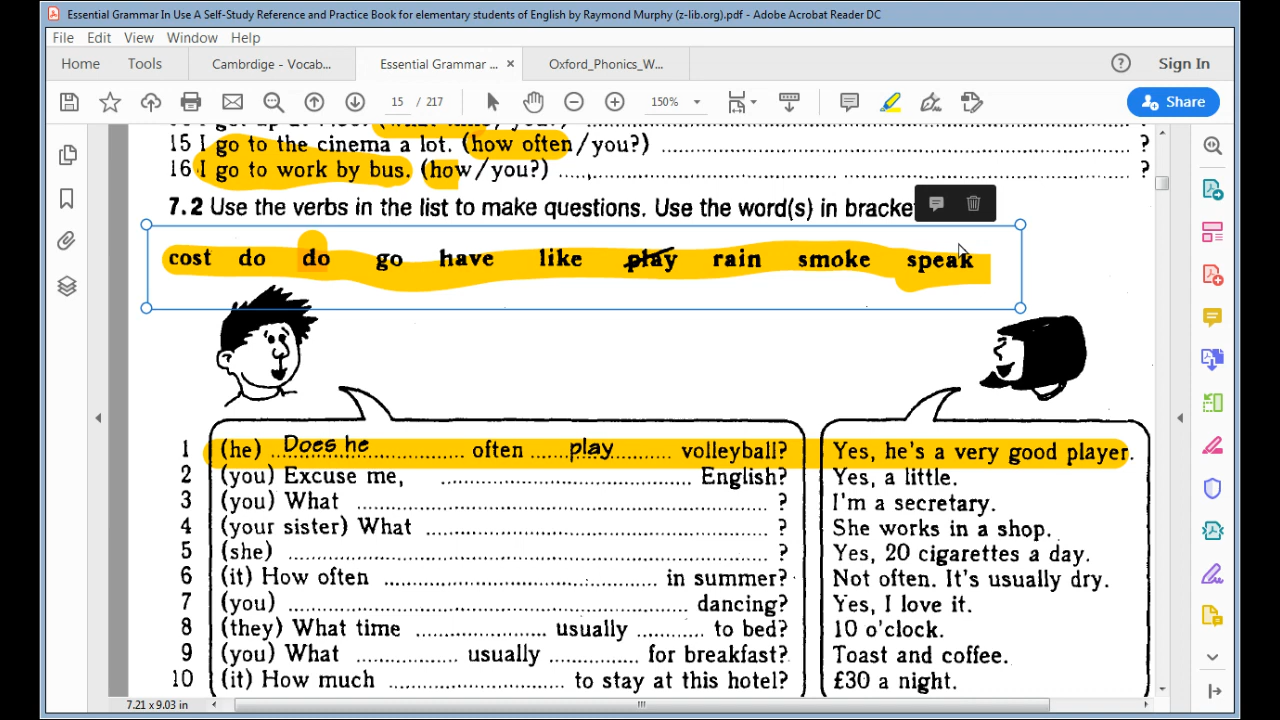 Essential Grammar In Use A Self-Study Reference and Practice Book for elementary students of English by Raymond Murphy (z-lib.org).pdf - Adobe Acrobat Reader DC
File Edit View Window Help
Home Tools Cambrdige - Vocab... Essential Grammar ... × Oxford_Phonics_W... ? Sign In
15 / 217 150% Share
15 I go to the cinema a lot. (how often/you?) ?
16 I go to work by bus. (how/you?) ?
7.2 Use the verbs in the list to make questions. Use the word(s) in
cost do do go have like play rain smoke speak
1 (he) Does he often play volleyball? Yes, he's a very good player.
2 (you) Excuse me, English? Yes, a little.
3 (you) What ? I'm a secretary.
4 (your sister) What ? She works in a shop.
5 (she) ? Yes, 20 cigarettes a day.
6 (it) How often in summer? Not often. It's usually dry.
7 (you) dancing? Yes, I love it.
8 (they) What time usually to bed? 10 o'clock.
9 (you) What usually for breakfast? Toast and coffee.
10 (it) How much to stay at this hotel? £30 a night.
7.21 x 9.03 in